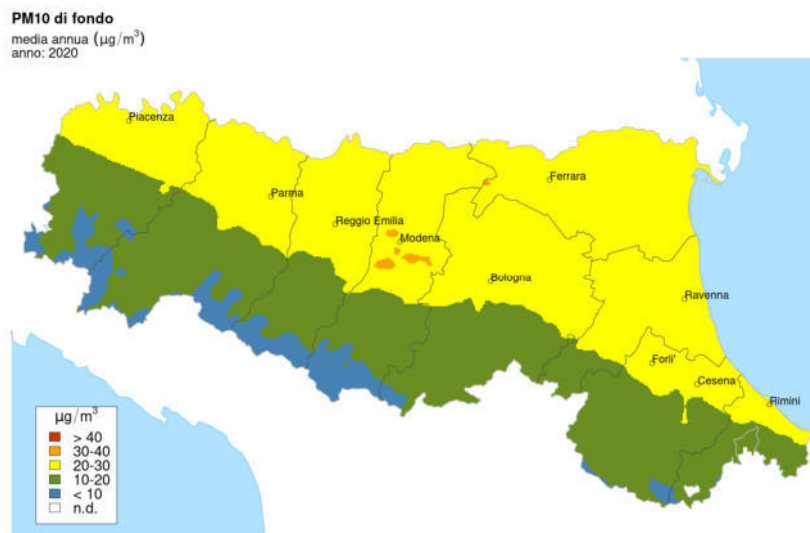 PM10 di fondo
media annua (µg/m³)
anno: 2020
Piacenza
Parma
Reggio Emilia
Modena
Ferrara
Bologna
Ravenna
Forli'
Cesena
Rimini
µg/m³
> 40
30-40
20-30
10-20
< 10
n.d.